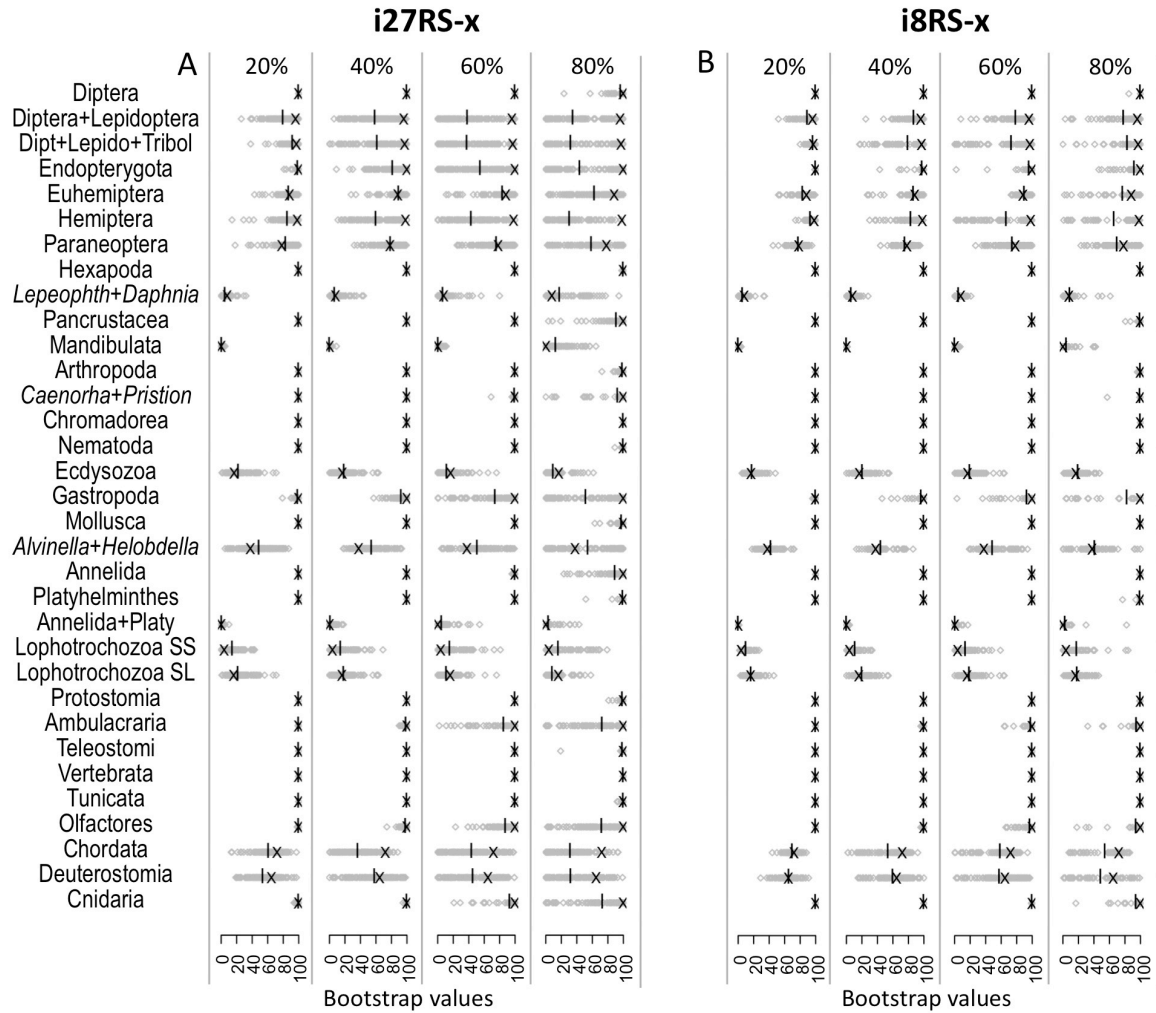 i27RS-x
i8RS-x
A
20% 40% 60% 80%
B
20% 40% 60% 80%
Diptera
Diptera+Lepidoptera
Dipt+Lepido+Tribol
Endopterygota
Euhemiptera
Hemiptera
Paraneoptera
Hexapoda
Lepeophth+Daphnia
Pancrustacea
Mandibulata
Arthropoda
Caenorha+Pristion
Chromadorea
Nematoda
Ecdysozoa
Gastropoda
Mollusca
Alvinella+Helobdella
Annelida
Platyhelminthes
Annelida+Platy
Lophotrochozoa SS
Lophotrochozoa SL
Protostomia
Ambulacraria
Teleostomi
Vertebrata
Tunicata
Olfactores
Chordata
Deuterostomia
Cnidaria
0 20 40 60 80 100 0 20 40 60 80 100 0 20 40 60 80 100 0 20 40 60 80 100
0 20 40 60 80 100 0 20 40 60 80 100 0 20 40 60 80 100 0 20 40 60 80 100
Bootstrap values
Bootstrap values